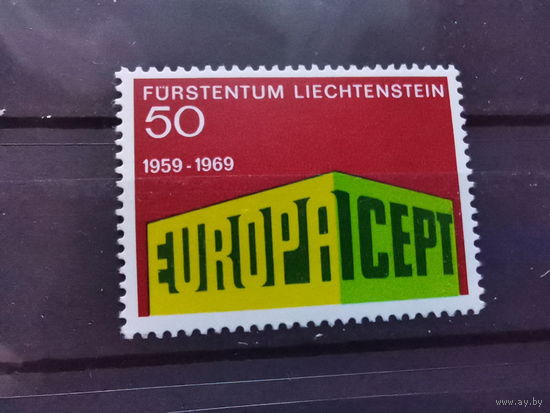 FÜRSTENTUM LIECHTENSTEIN
50
1959-1969
EUROPA CEPT
www.ay.by